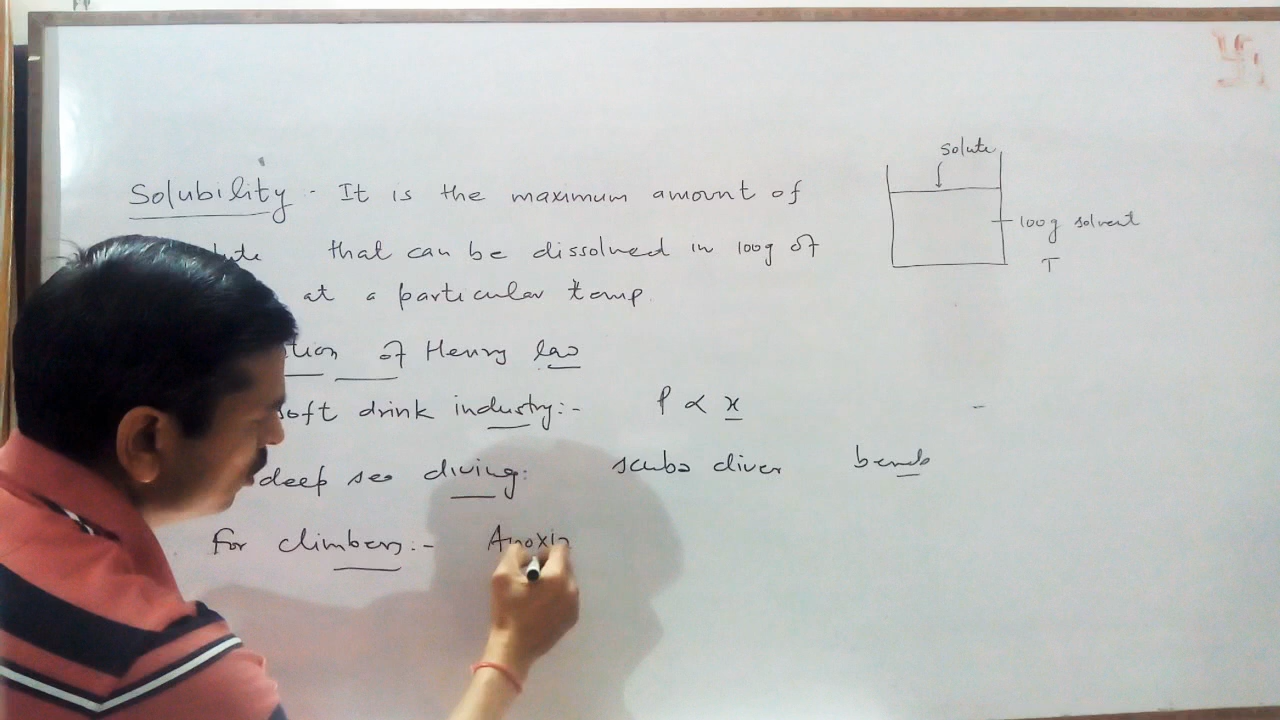 solute
Solubility - It is the maximum amount of
100g solvent
that can be dissolved in 100g of
T
at a particular temp.
of Henry law
soft drink industry:- P ∝ x
deep sea diving: scuba diver bends
For climbers:- Anoxia